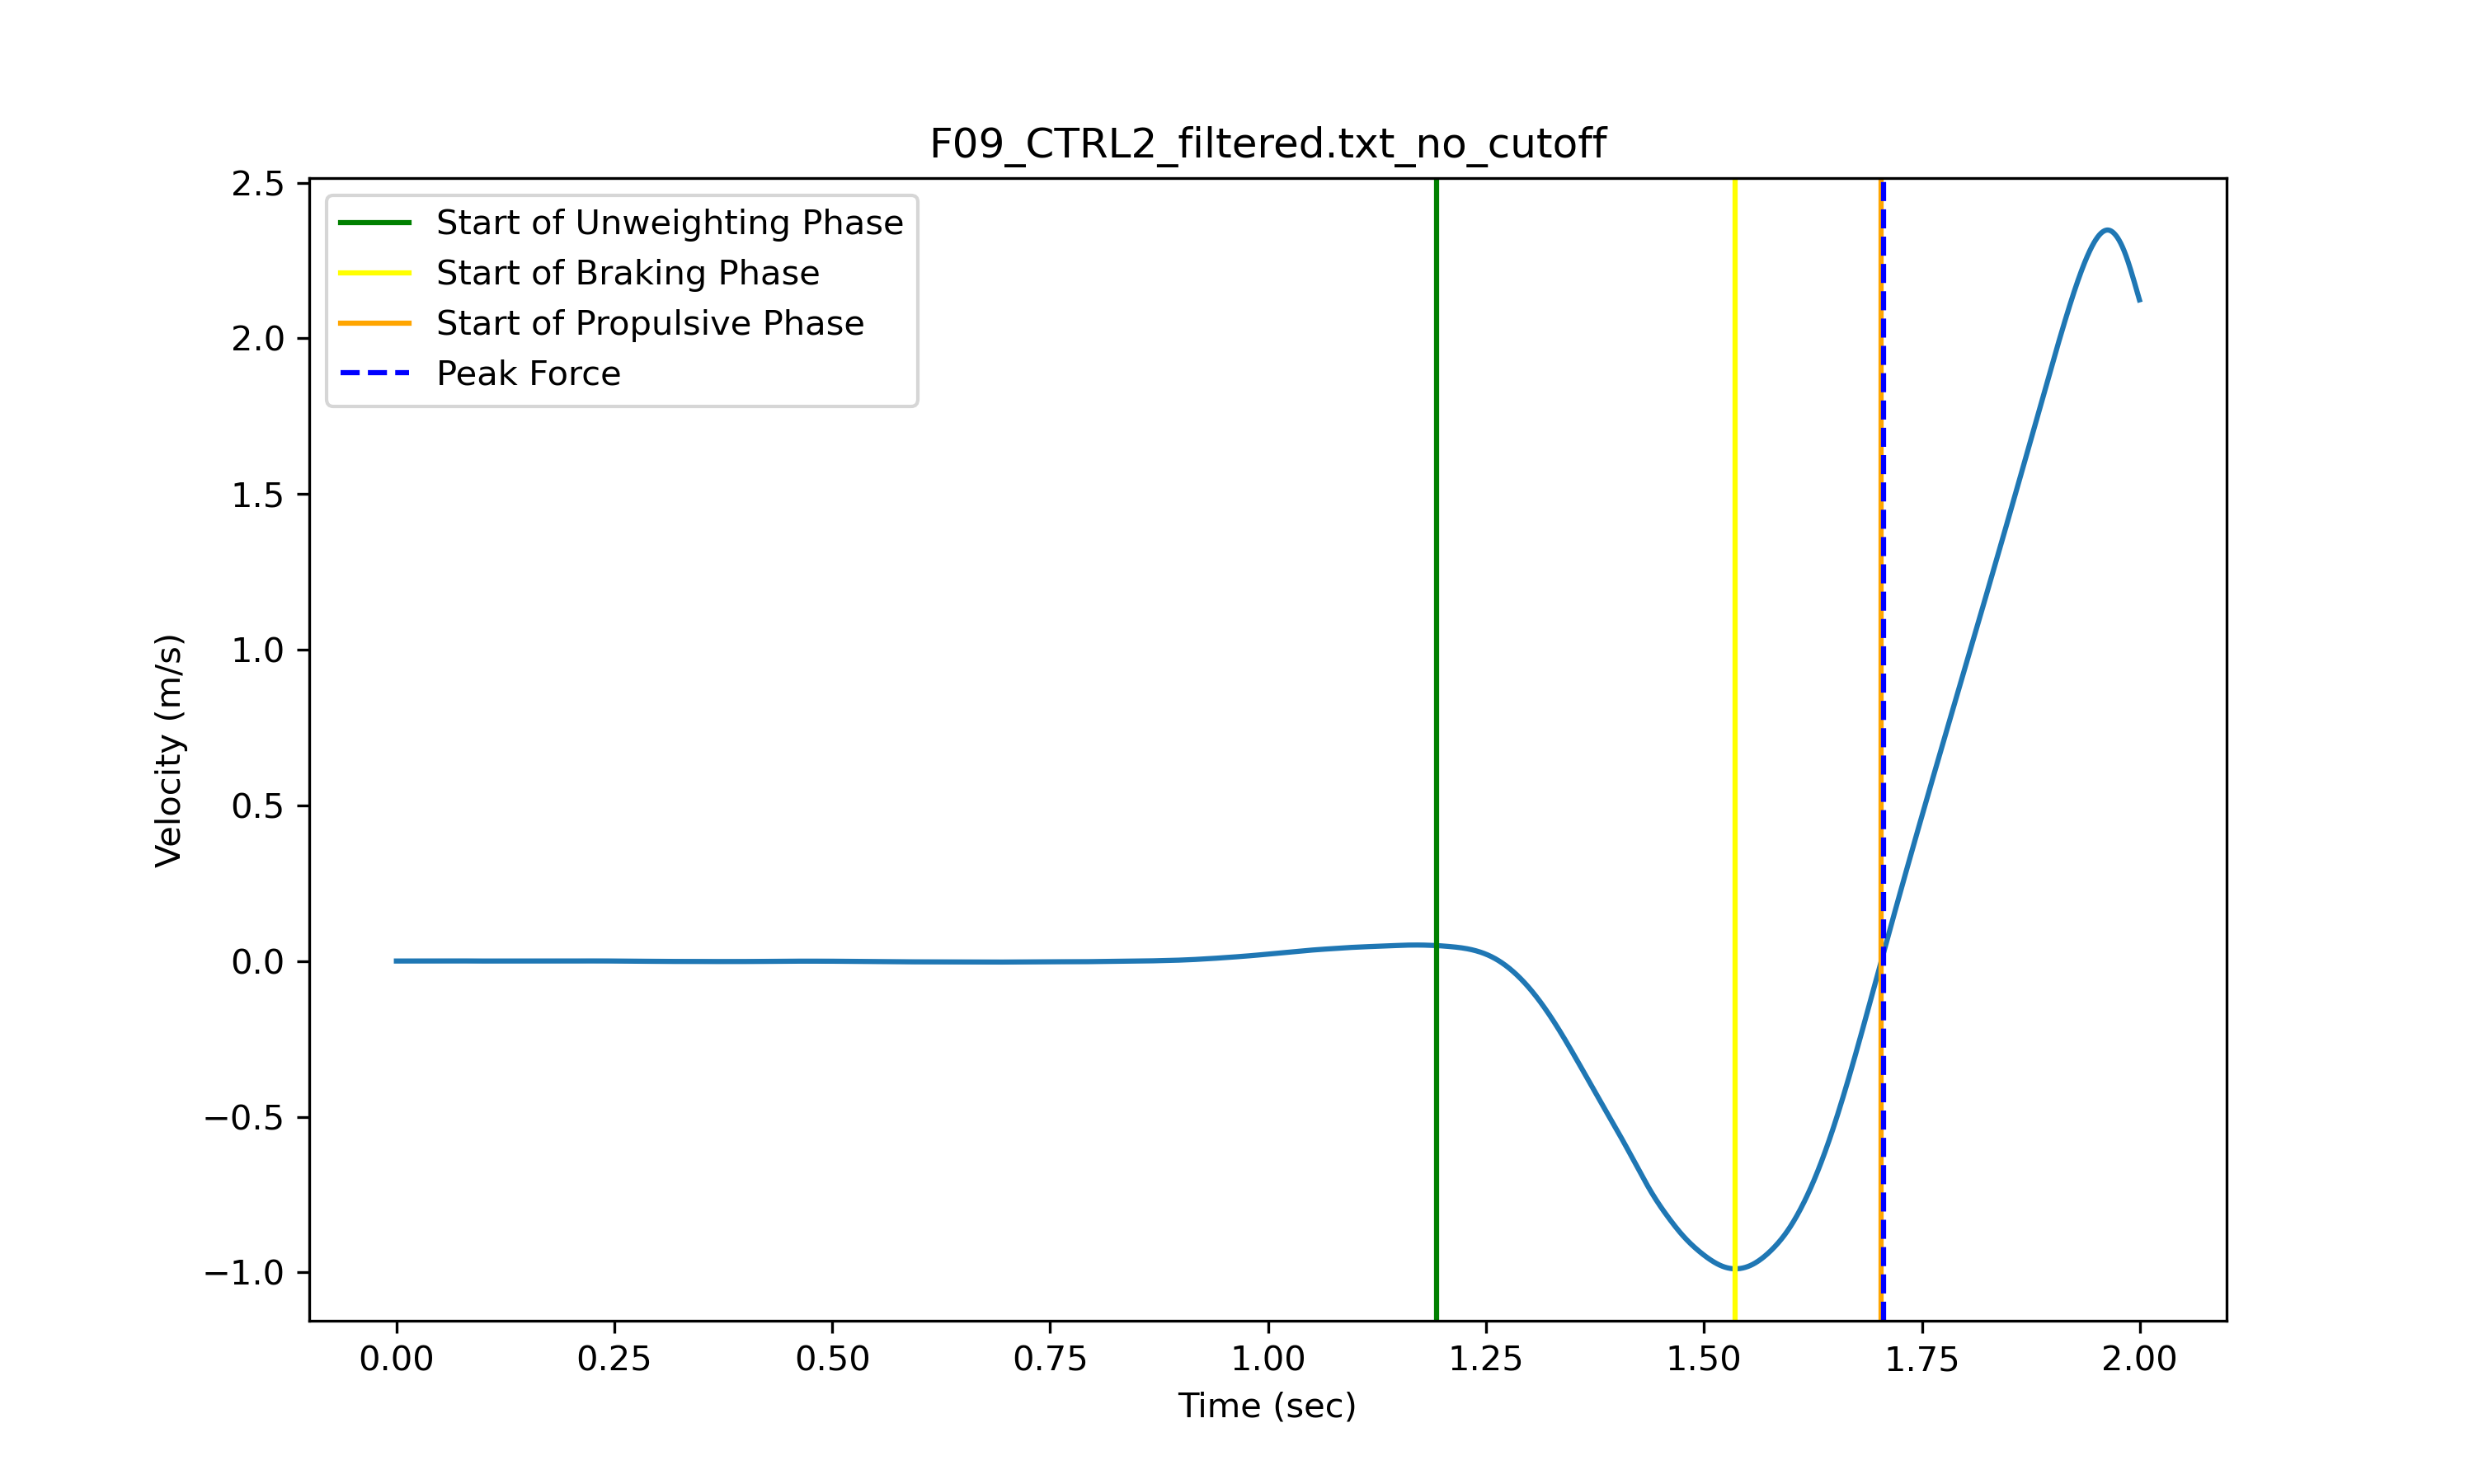 F09_CTRL2_filtered.txt_no_cutoff
2.5
2.0
1.5
1.0
0.5
0.0
−0.5
−1.0
Velocity (m/s)
Start of Unweighting Phase
Start of Braking Phase
Start of Propulsive Phase
Peak Force
0.00 0.25 0.50 0.75 1.00 1.25 1.50 1.75 2.00
Time (sec)